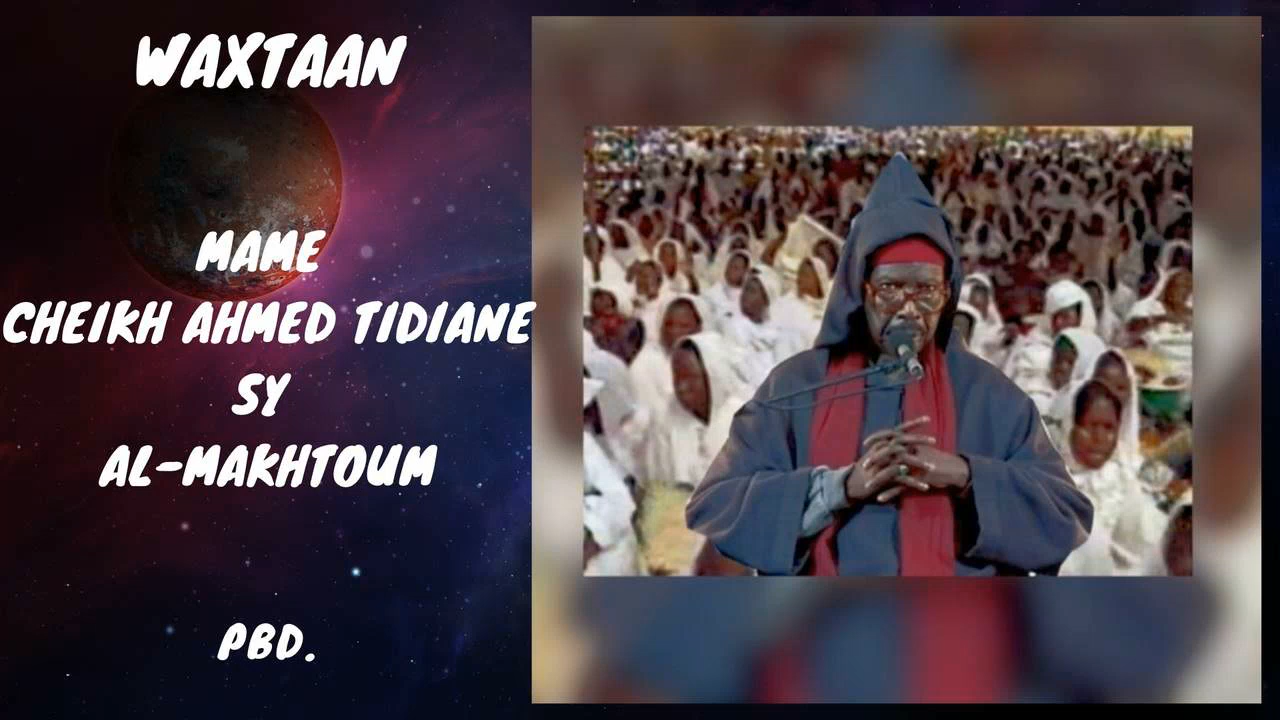 WAXTAAN
MAME
CHEIKH AHMED TIDIANE
SY
AL-MAKHTOUM
PBD.